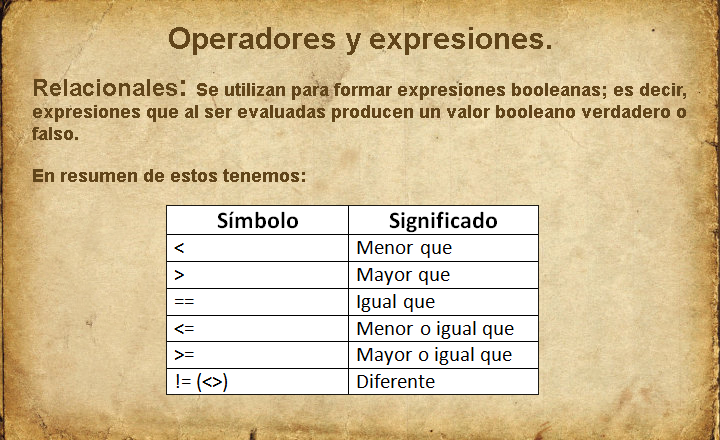 Operadores y expresiones.
Relacionales: Se utilizan para formar expresiones booleanas; es decir,
expresiones que al ser evaluadas producen un valor booleano verdadero o
falso.
En resumen de estos tenemos:
Símbolo Significado
< Menor que
> Mayor que
== Igual que
<= Menor o igual que
>= Mayor o igual que
!= (<>) Diferente